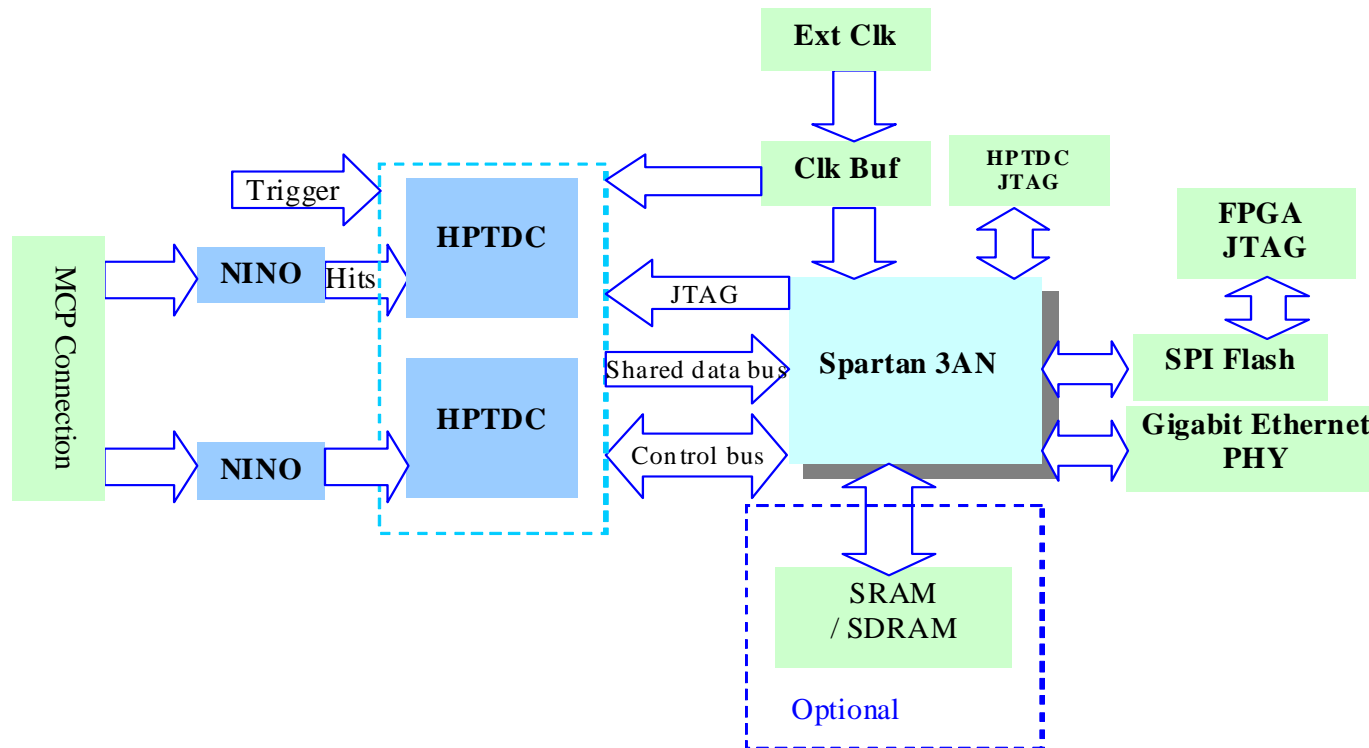 Ext Clk
Clk Buf
HPTDC
JTAG
FPGA
JTAG
Trigger
HPTDC
MCP Connection
NINO
Hits
JTAG
Spartan 3AN
SPI Flash
Shared data bus
HPTDC
Gigabit Ethernet
PHY
NINO
Control bus
SRAM
/ SDRAM
Optional